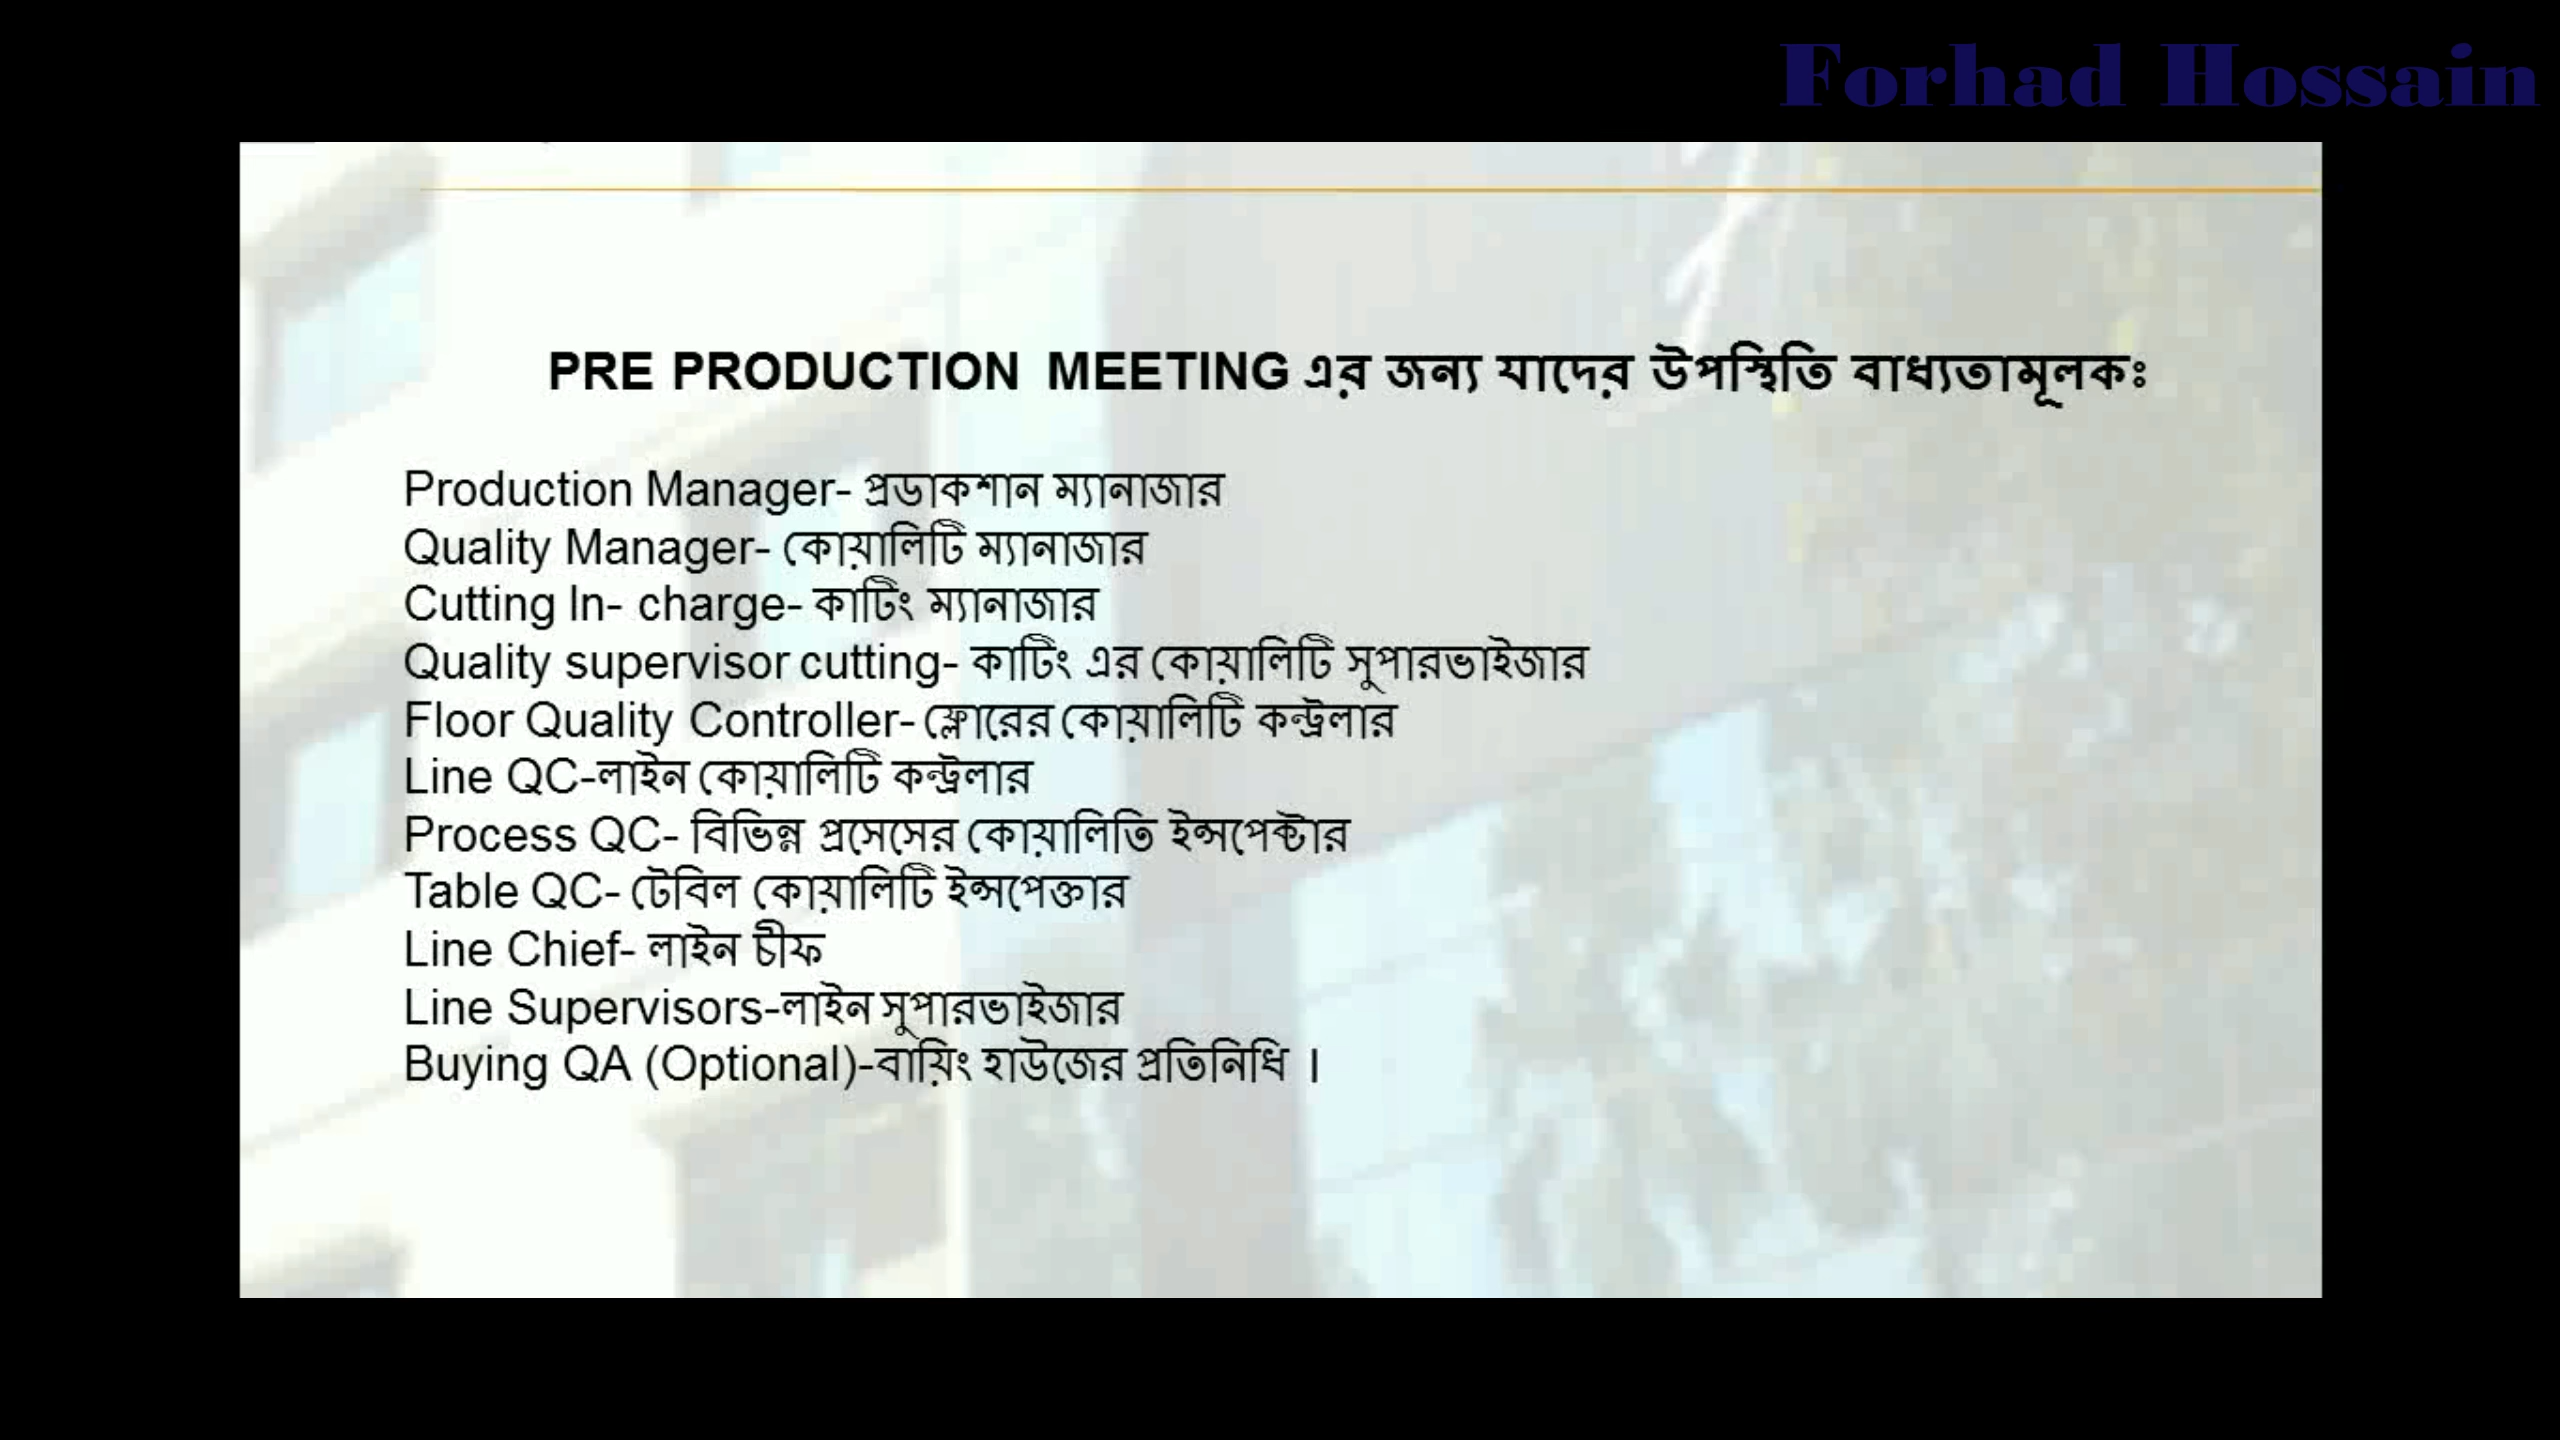 Forhad Hossain
PRE PRODUCTION MEETING এর জন্য যাদের উপস্থিতি বাধ্যতামূলকঃ
Production Manager- প্রডাকশান ম্যানাজার
Quality Manager- কোয়ালিটি ম্যানাজার
Cutting In- charge- কাটিং ম্যানাজার
Quality supervisor cutting- কাটিং এর কোয়ালিটি সুপারভাইজার
Floor Quality Controller- ফ্লোরের কোয়ালিটি কন্ট্রলার
Line QC-লাইন কোয়ালিটি কন্ট্রলার
Process QC- বিভিন্ন প্রসেসের কোয়ালিতি ইন্সপেক্টার
Table QC- টেবিল কোয়ালিটি ইন্সপেক্তার
Line Chief- লাইন চীফ
Line Supervisors-লাইন সুপারভাইজার
Buying QA (Optional)-বায়িং হাউজের প্রতিনিধি ।